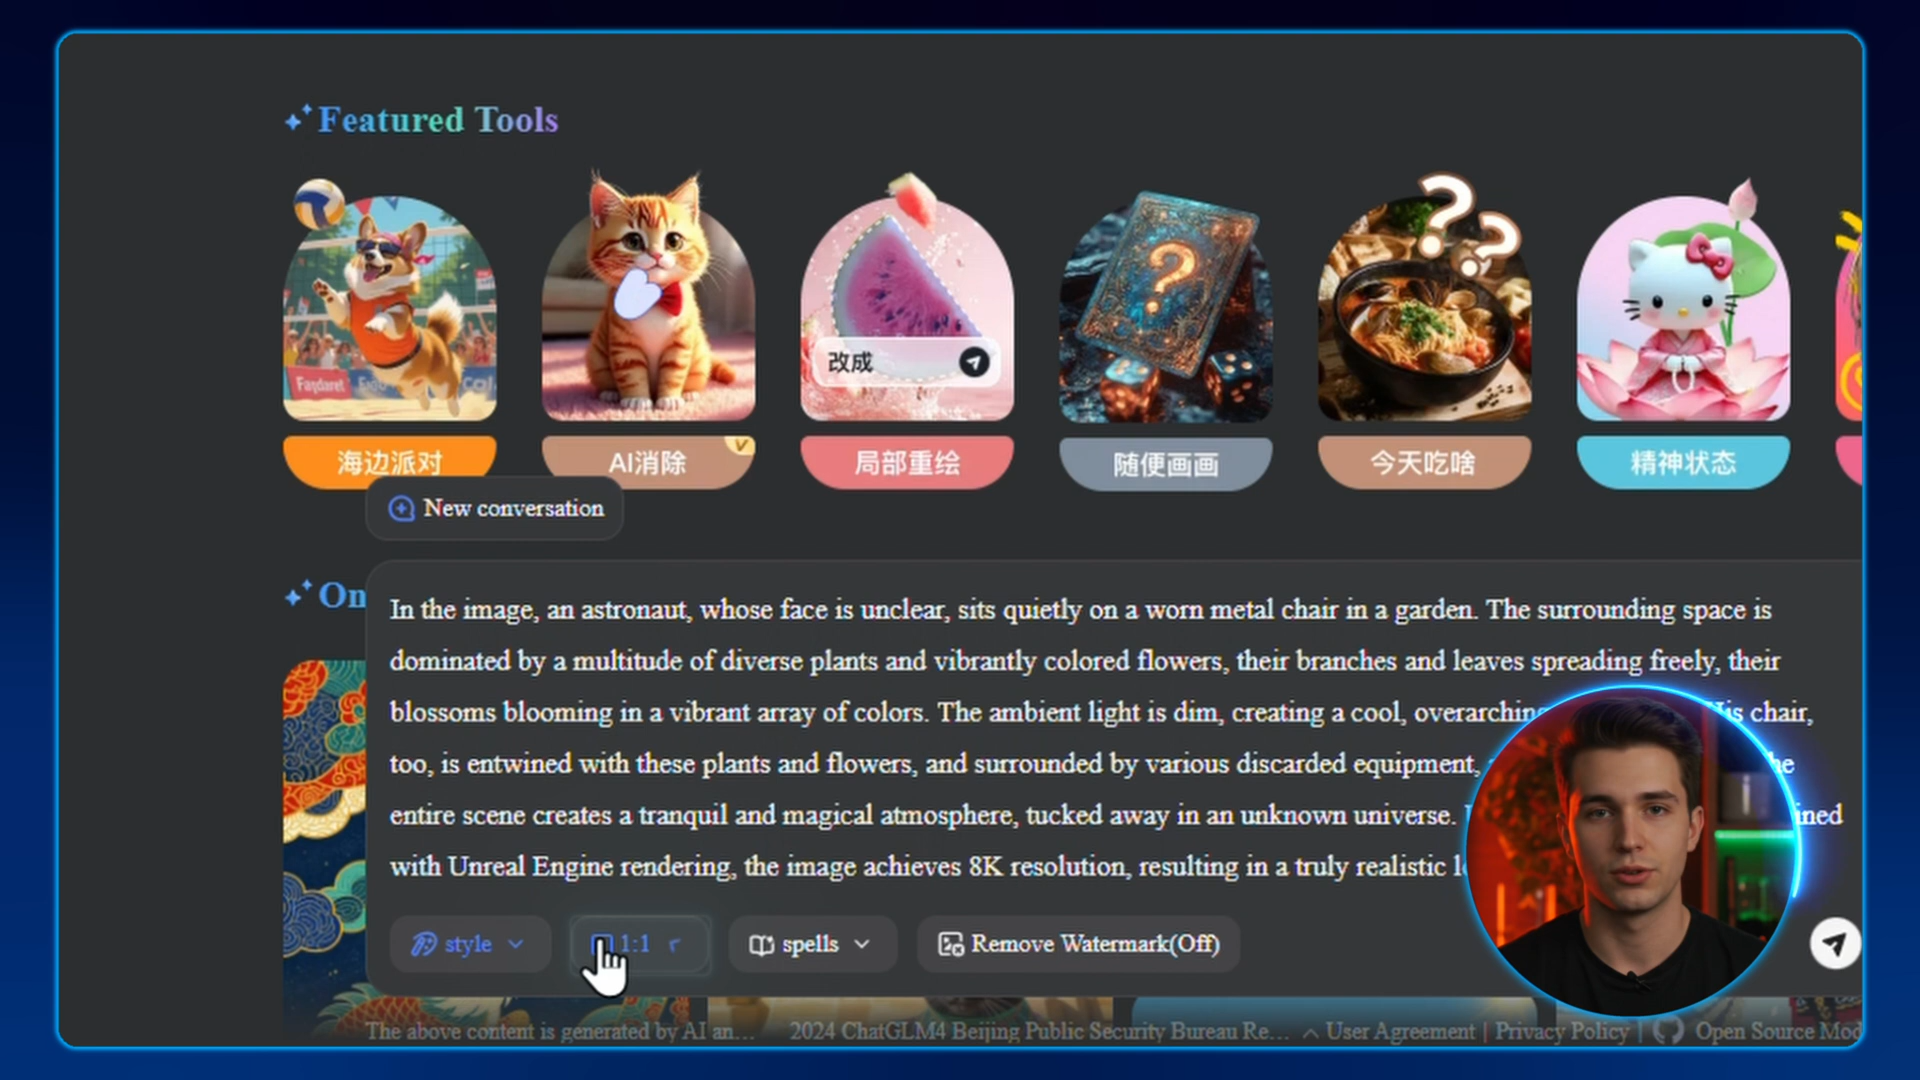 Featured Tools
改成
海边派对
AI消除
局部重绘
随便画画
今天吃啥
精神状态
New conversation
On
In the image, an astronaut, whose face is unclear, sits quietly on a worn metal chair in a garden. The surrounding space is
dominated by a multitude of diverse plants and vibrantly colored flowers, their branches and leaves spreading freely, their
blossoms blooming in a vibrant array of colors. The ambient light is dim, creating a cool, overarching His chair,
too, is entwined with these plants and flowers, and surrounded by various discarded equipment,
entire scene creates a tranquil and magical atmosphere, tucked away in an unknown universe.
with Unreal Engine rendering, the image achieves 8K resolution, resulting in a truly realistic
style
1:1
spells
Remove Watermark(Off)
The above content is generated by AI an...
2024 ChatGLM4 Beijing Public Security Bureau Re...
User Agreement | Privacy Policy |
Open Source Mod